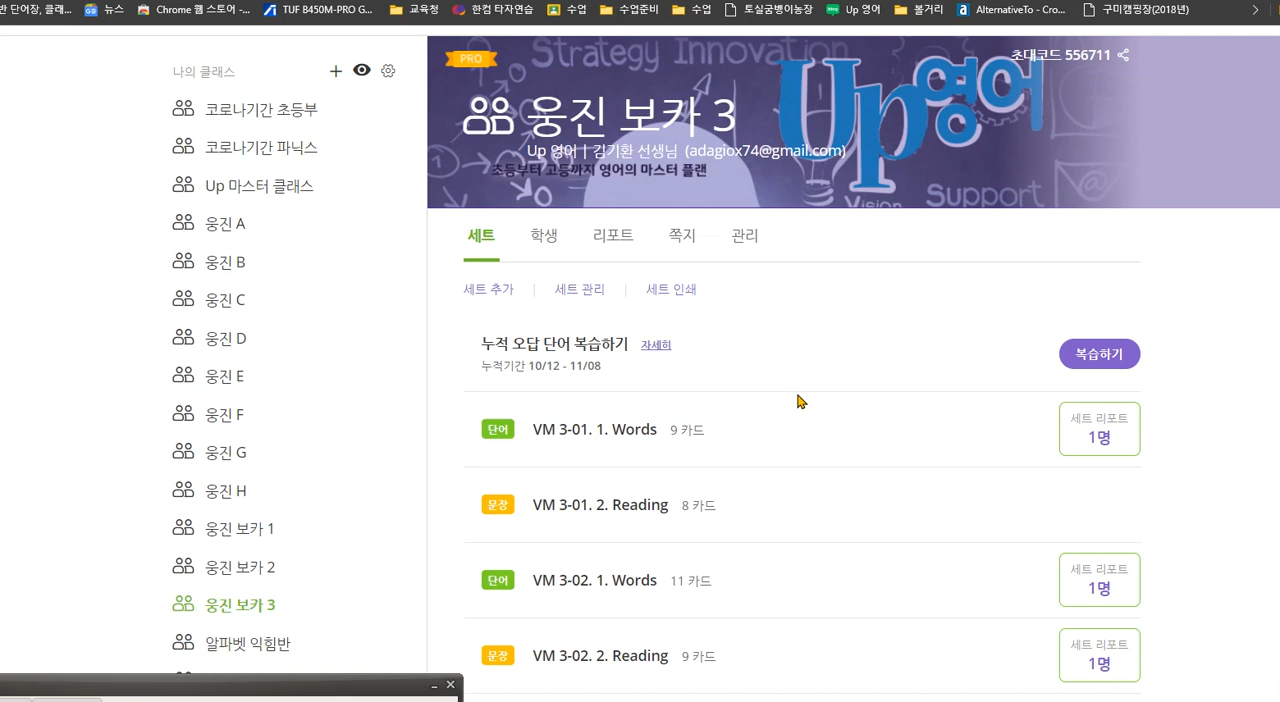 반 단어장, 클래... 뉴스 Chrome 웹 스토어 -... TUF B450M-PRO G... 교육청 한컴 타자연습 수업 수업준비 수업 토실굼벵이농장 Up 영어 볼거리 AlternativeTo - Cro... 구미캠핑장(2018년)
나의 클래스
코로나기간 초등부
코로나기간 파닉스
Up 마스터 클래스
웅진 A
웅진 B
웅진 C
웅진 D
웅진 E
웅진 F
웅진 G
웅진 H
웅진 보카 1
웅진 보카 2
웅진 보카 3
알파벳 익힘반
PRO
Strategy Innovation
초대코드 556711
Up영어
웅진 보카 3
Up 영어 | 김기환 선생님 (adagiox74@gmail.com)
초등부터 고등까지 영어의 마스터 플랜
Support
Vision
세트 학생 리포트 쪽지 관리
세트 추가 | 세트 관리 | 세트 인쇄
누적 오답 단어 복습하기 자세히
누적기간 10/12 - 11/08
복습하기
단어 VM 3-01. 1. Words 9 카드
세트 리포트
1명
문장 VM 3-01. 2. Reading 8 카드
단어 VM 3-02. 1. Words 11 카드
세트 리포트
1명
문장 VM 3-02. 2. Reading 9 카드
세트 리포트
1명